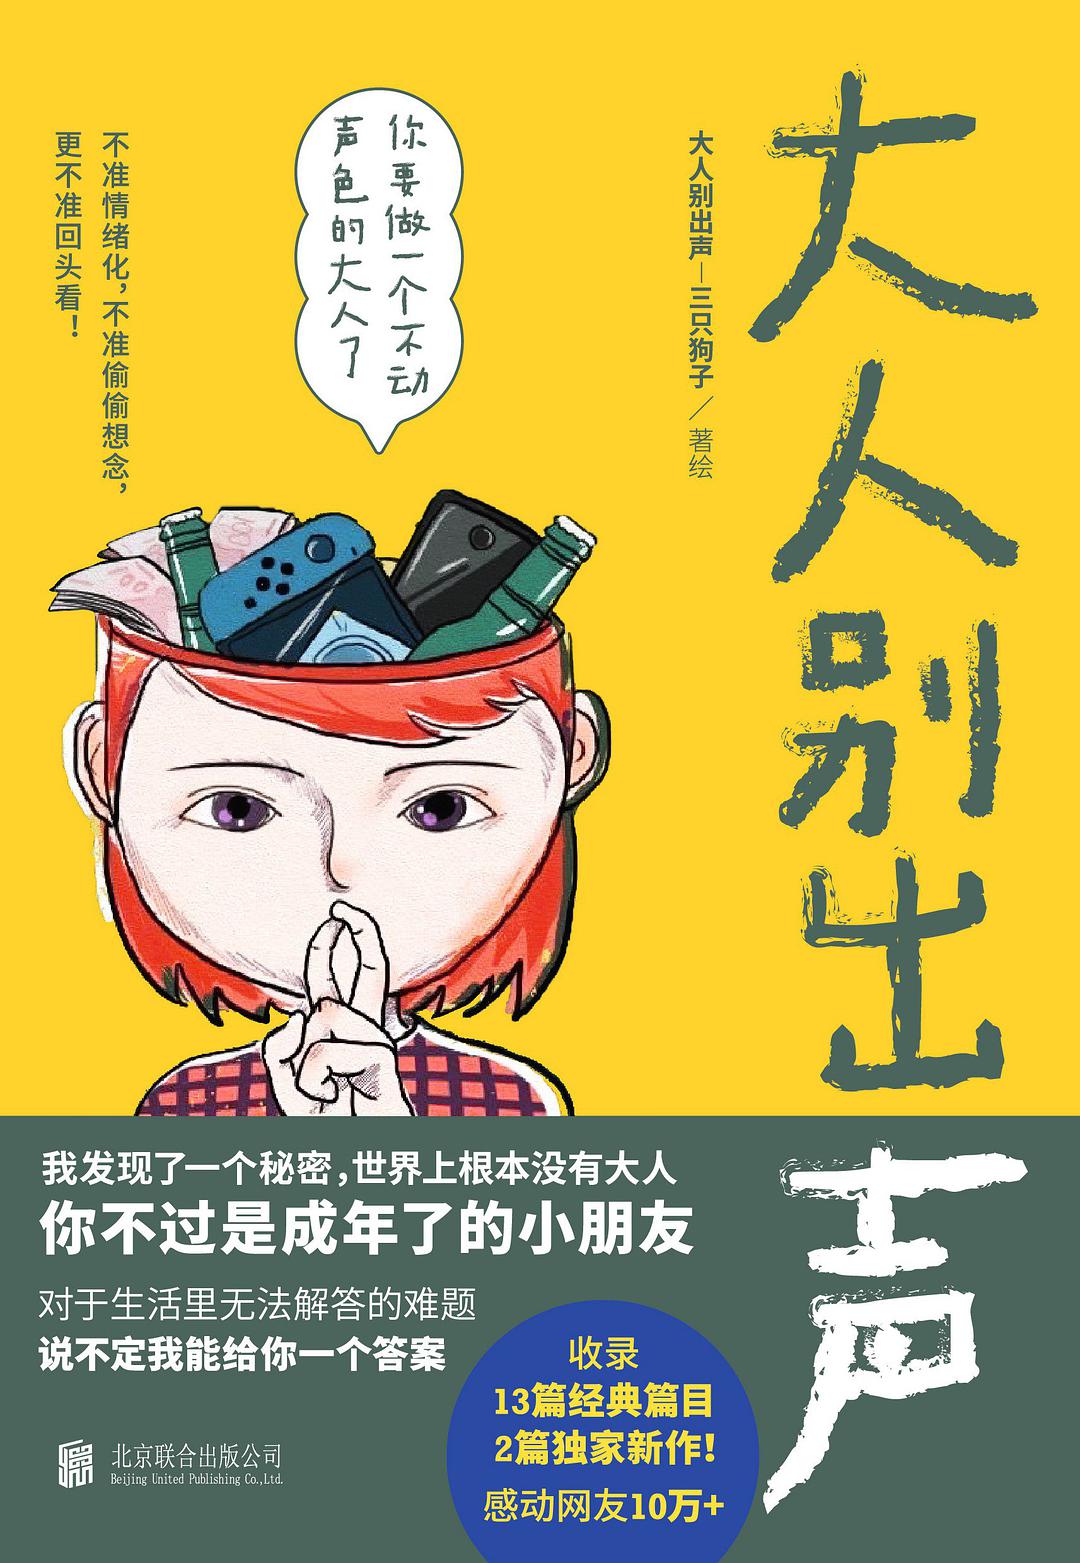 大人别出声
大人别出声—三只狗子／著绘
你要做一个不动
声色的大人了
不准情绪化，不准偷偷想念，
更不准回头看！
我发现了一个秘密，世界上根本没有大人
你不过是成年了的小朋友
对于生活里无法解答的难题
说不定我能给你一个答案
收录
13篇经典篇目
2篇独家新作！
感动网友10万+
北京联合出版公司
Beijing United Publishing Co.,Ltd.